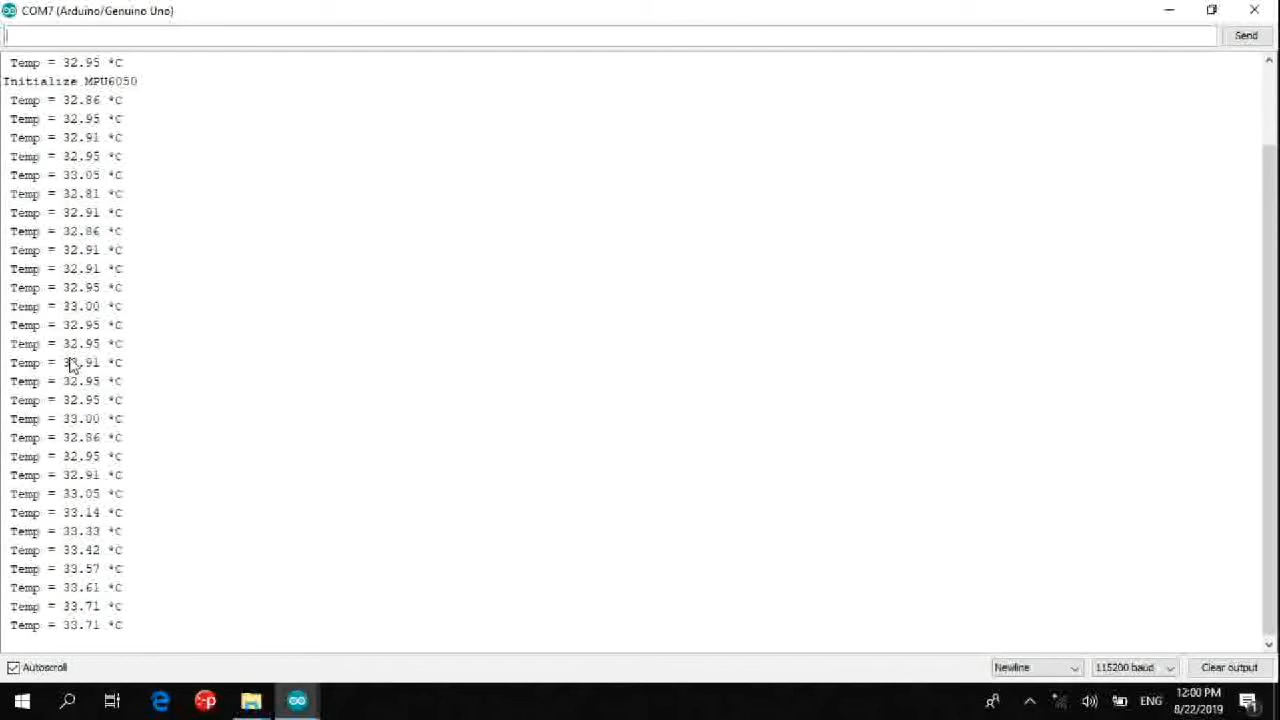 COM7 (Arduino/Genuino Uno)
Send
Temp = 32.95 *C
Initialize MPU6050
Temp = 32.86 *C
Temp = 32.95 *C
Temp = 32.91 *C
Temp = 32.95 *C
Temp = 33.05 *C
Temp = 32.81 *C
Temp = 32.91 *C
Temp = 32.86 *C
Temp = 32.91 *C
Temp = 32.91 *C
Temp = 32.95 *C
Temp = 33.00 *C
Temp = 32.95 *C
Temp = 32.95 *C
Temp = *C
Temp = 32.95 *C
Temp = 32.95 *C
Temp = 33.00 *C
Temp = 32.86 *C
Temp = 32.95 *C
Temp = 32.91 *C
Temp = 33.05 *C
Temp = 33.14 *C
Temp = 33.33 *C
Temp = 33.42 *C
Temp = 33.57 *C
Temp = 33.61 *C
Temp = 33.71 *C
Temp = 33.71 *C
Autoscroll
Newline
115200 baud
Clear output
ENG
12:00 PM
8/22/2019